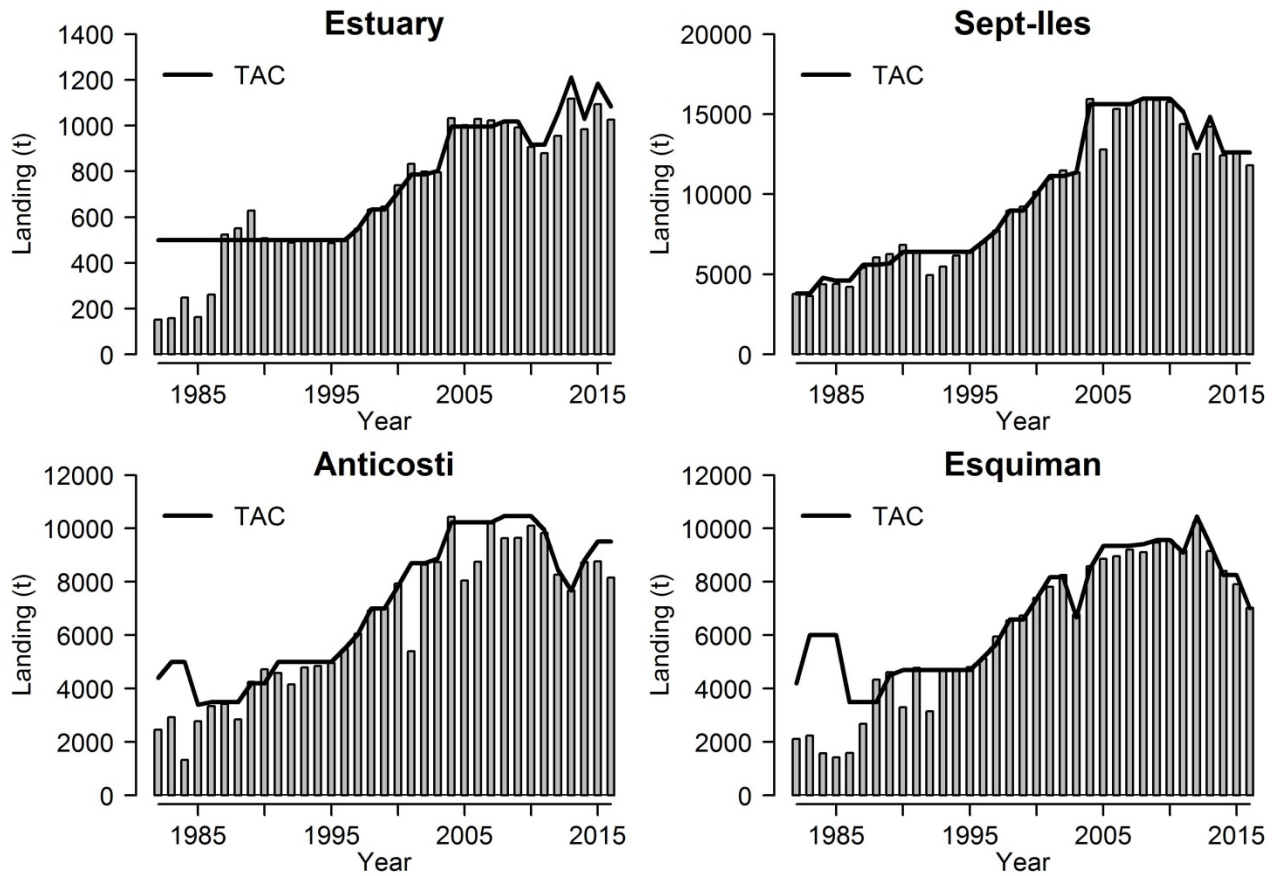 Estuary
1400
1200
1000
800
600
400
200
0
Landing (t)
TAC
1985 1995 2005 2015
Year
Sept-Iles
20000
15000
10000
5000
0
Landing (t)
TAC
1985 1995 2005 2015
Year
Anticosti
12000
10000
8000
6000
4000
2000
0
Landing (t)
TAC
1985 1995 2005 2015
Year
Esquiman
12000
10000
8000
6000
4000
2000
0
Landing (t)
TAC
1985 1995 2005 2015
Year